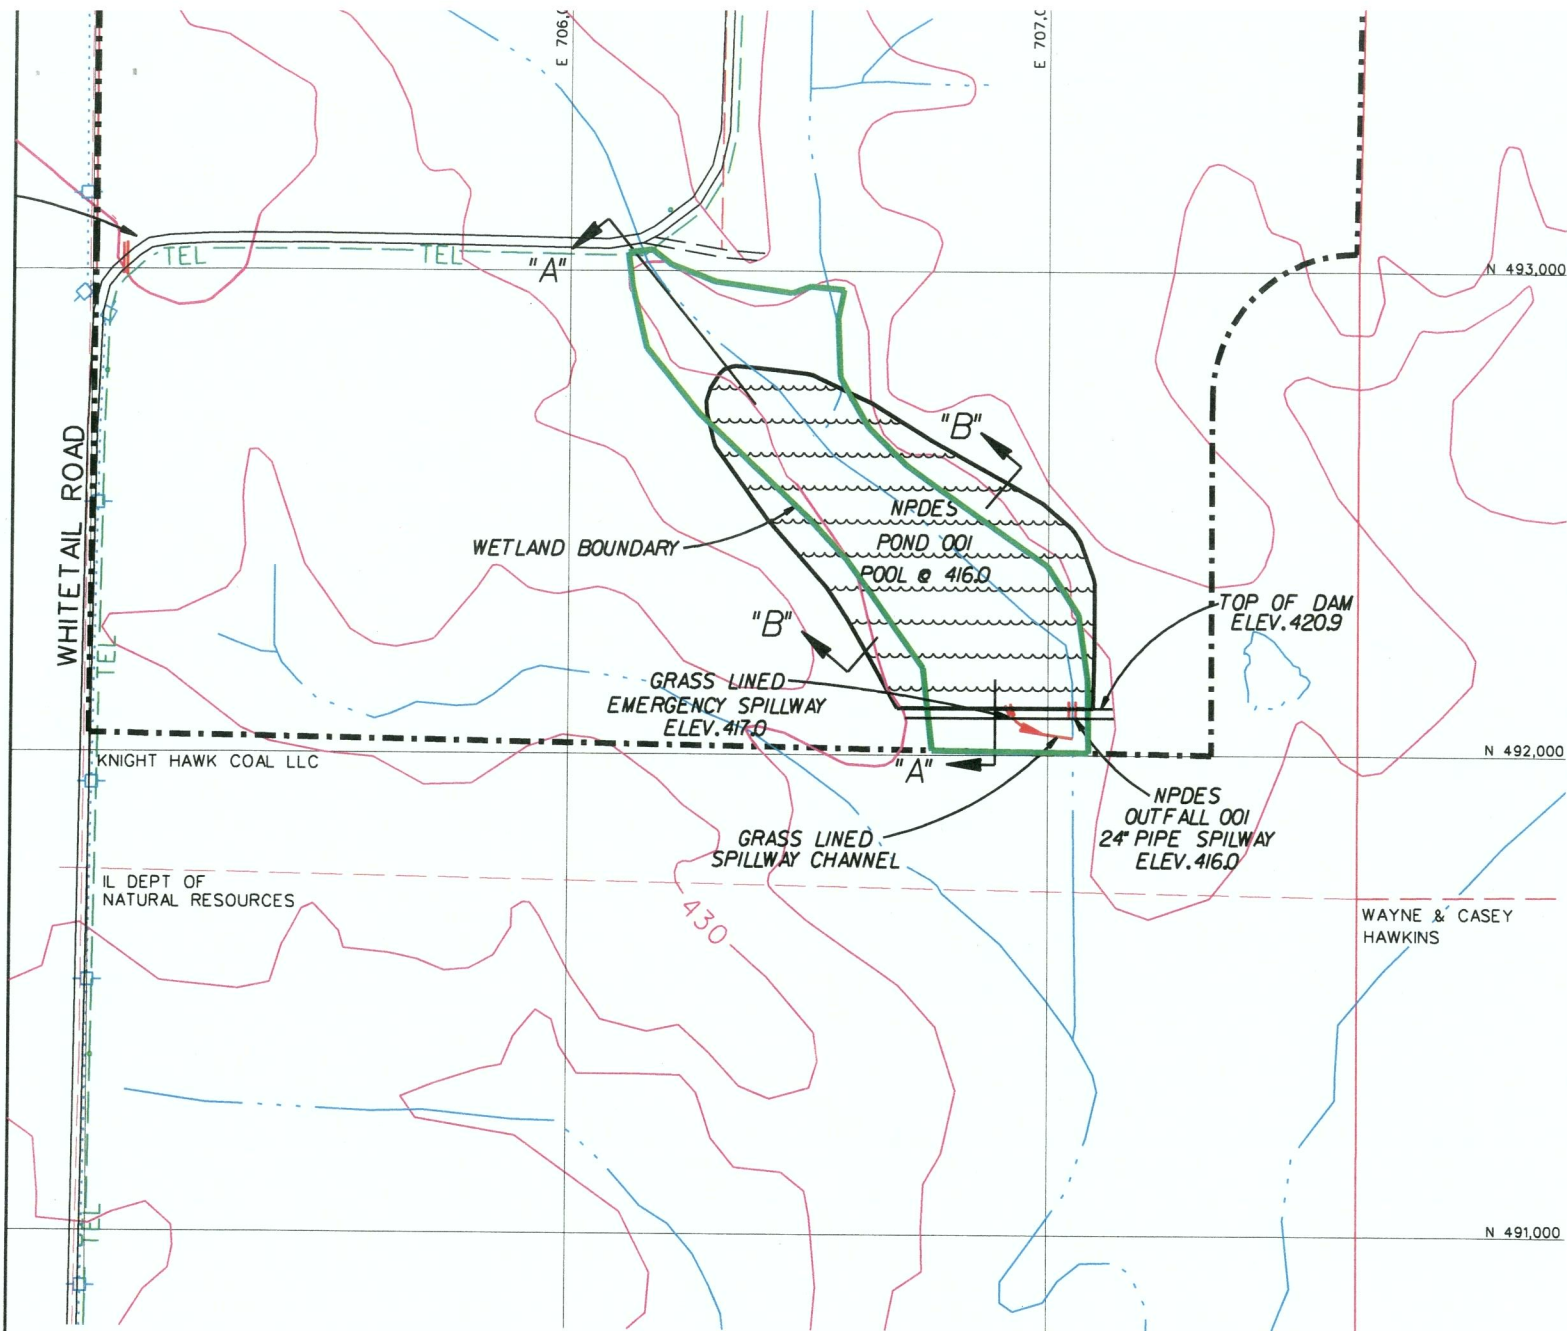 E 706,0
E 707,0
TEL
TEL
"A"
N 493,000
WHITETAIL ROAD
"B"
NPDES
POND 001
POOL @ 416.0
WETLAND BOUNDARY
"B"
TOP OF DAM
ELEV. 420.9
TEL
GRASS LINED
EMERGENCY SPILLWAY
ELEV. 417.0
KNIGHT HAWK COAL LLC
"A"
N 492,000
NPDES
OUTFALL 001
24" PIPE SPILWAY
ELEV. 416.0
GRASS LINED
SPILLWAY CHANNEL
IL DEPT OF
NATURAL RESOURCES
430
WAYNE & CASEY
HAWKINS
TEL
N 491,000